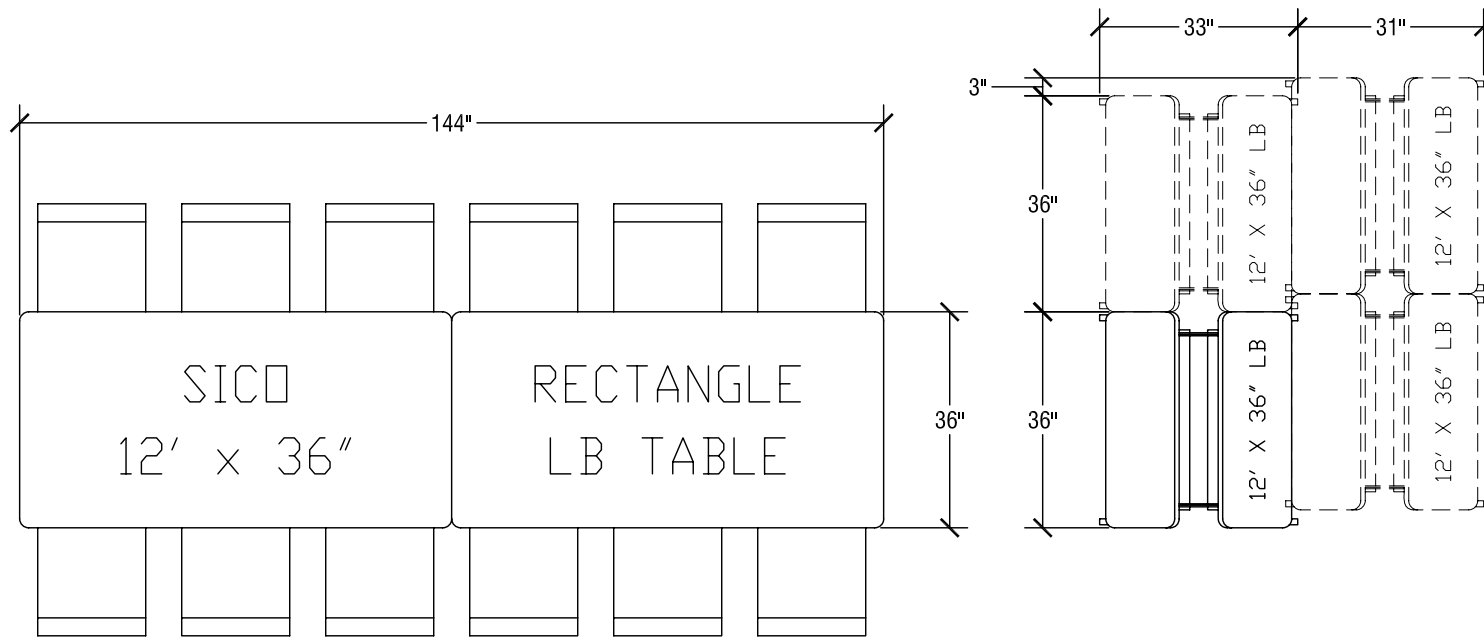 33"
31"
3"
144"
36"
12' X 36" LB
12' X 36" LB
SICO
12' x 36"
RECTANGLE
LB TABLE
36"
36"
12' X 36" LB
12' X 36" LB